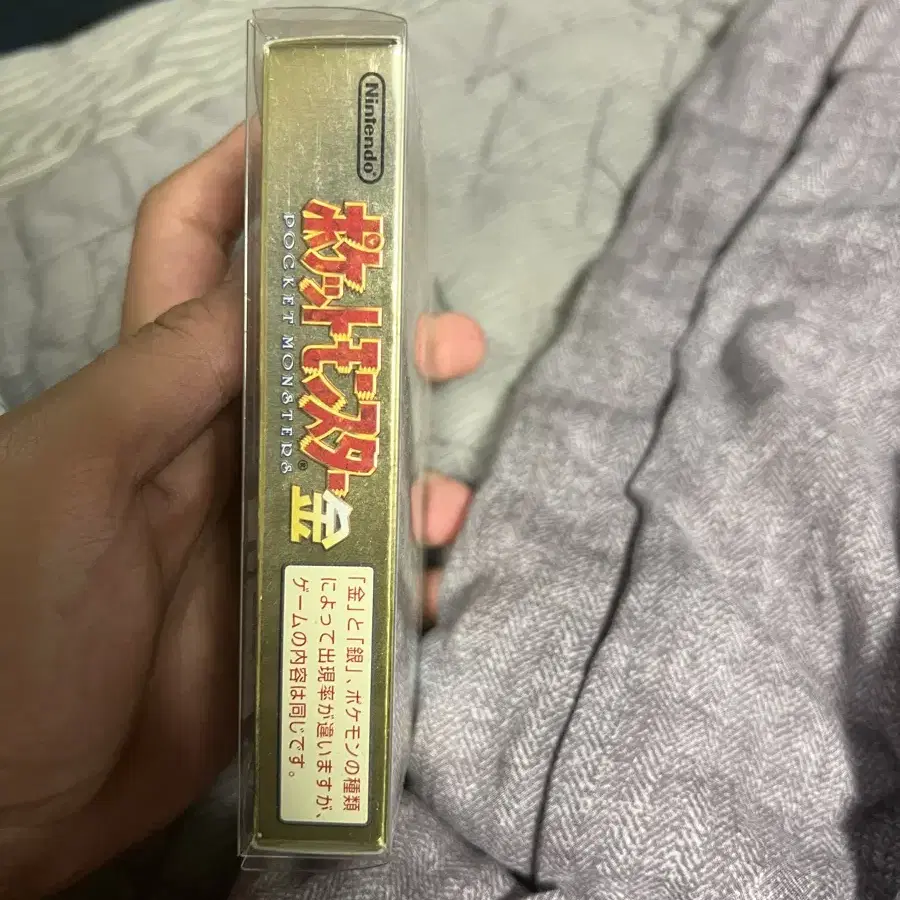 Nintendo®
ポケットモンスター金
POCKET MONSTERS®
「金」と「銀」、ポケモンの種類
によって出現率が違いますが、
ゲームの内容は同じです。